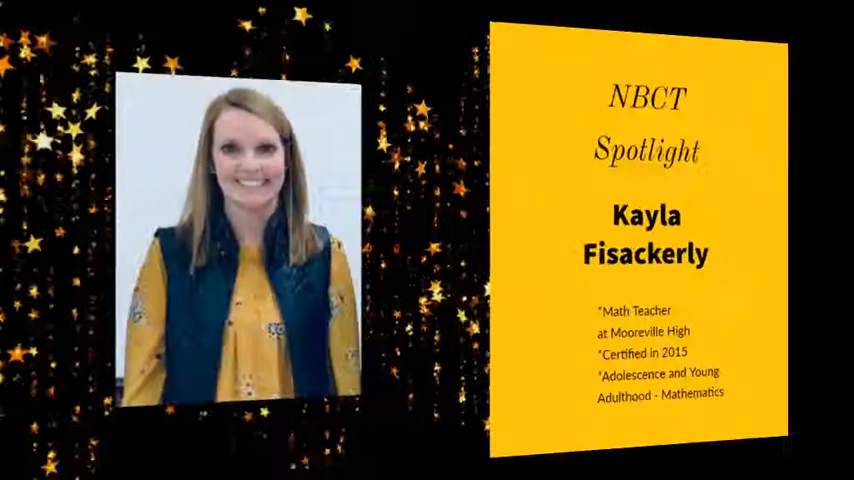 NBCT
Spotlight
Kayla
Fisackerly
*Math Teacher
at Mooreville High
*Certified in 2015
*Adolescence and Young
Adulthood - Mathematics